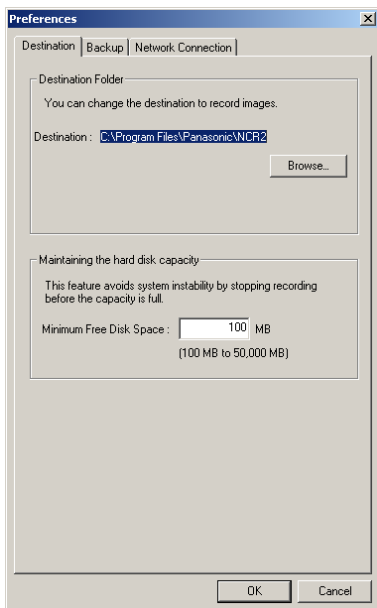 Preferences
Destination Backup Network Connection
Destination Folder
You can change the destination to record images.
Destination : C:\Program Files\Panasonic\NCR2
Browse...
Maintaining the hard disk capacity
This feature avoids system instability by stopping recording
before the capacity is full.
Minimum Free Disk Space : 100 MB
(100 MB to 50,000 MB)
OK Cancel